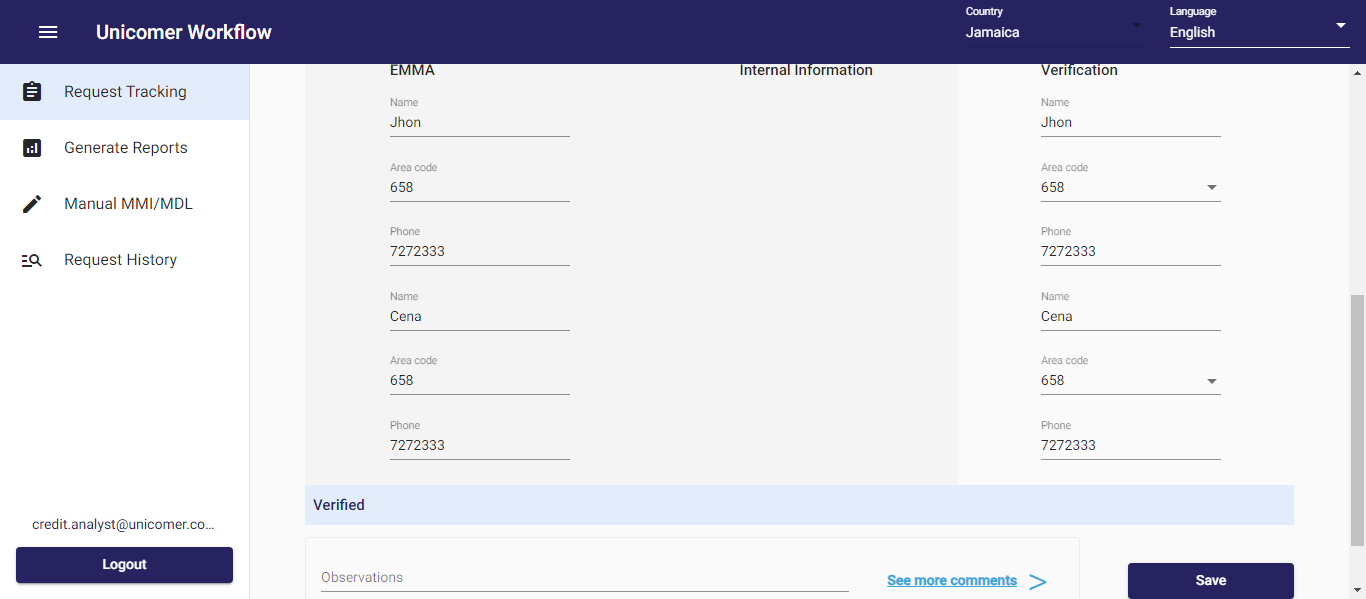 Unicomer Workflow
Country
Jamaica
Language
English
Request Tracking
Generate Reports
Manual MMI/MDL
Request History
credit.analyst@unicomer.co...
Logout
EMMA
Internal Information
Verification
Name
Jhon
Name
Jhon
Area code
658
Area code
658
Phone
7272333
Phone
7272333
Name
Cena
Name
Cena
Area code
658
Area code
658
Phone
7272333
Phone
7272333
Verified
Observations
See more comments
Save